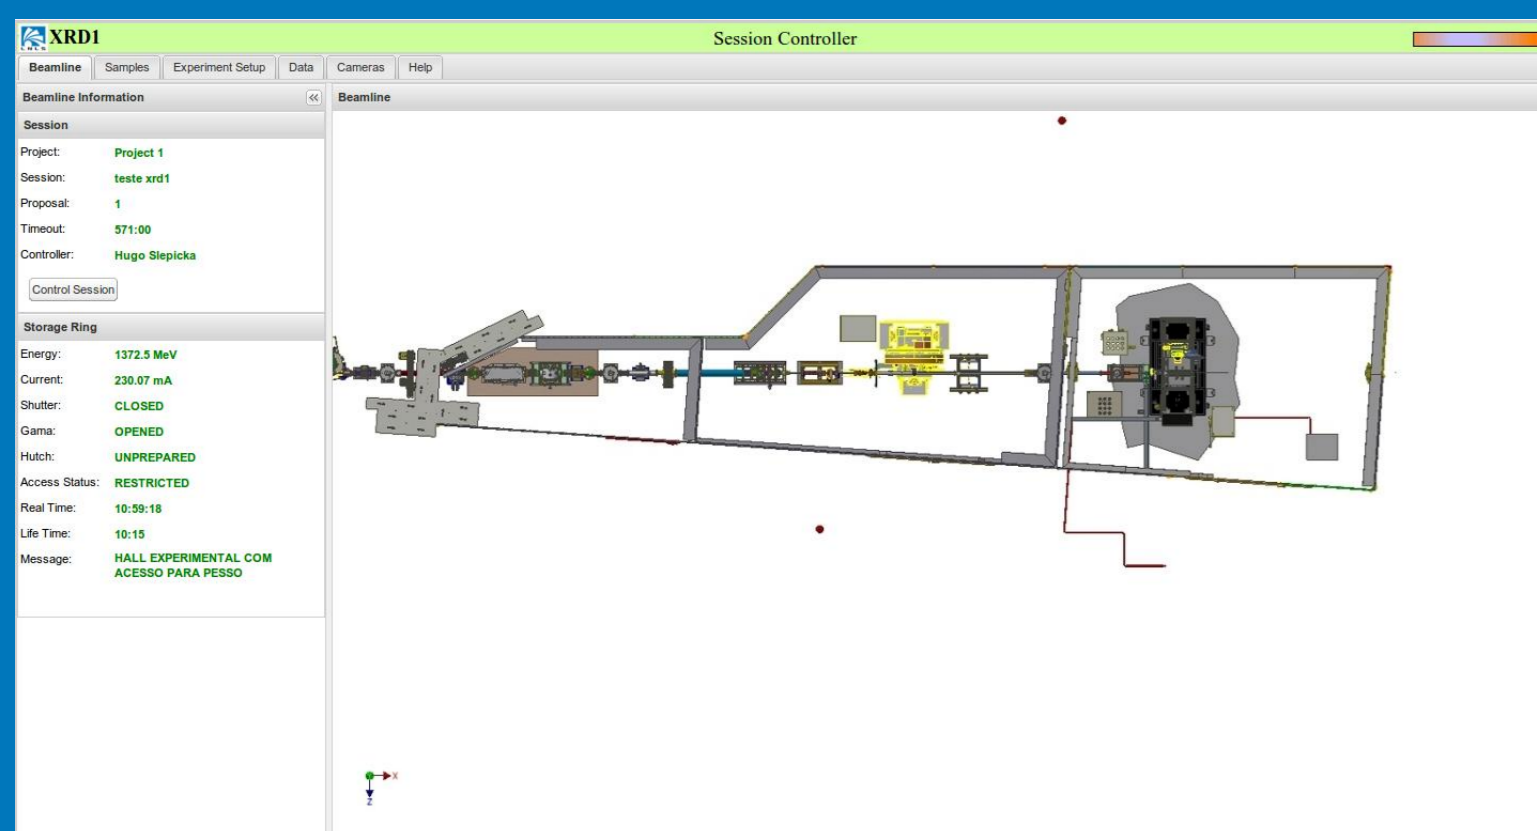 LNLS
XRD1
Session Controller
Beamline Samples Experiment Setup Data Cameras Help
Beamline Information
Beamline
Session
Project: Project 1
Session: teste xrd1
Proposal: 1
Timeout: 571:00
Controller: Hugo Slepicka
Control Session
Storage Ring
Energy: 1372.5 MeV
Current: 230.07 mA
Shutter: CLOSED
Gama: OPENED
Hutch: UNPREPARED
Access Status: RESTRICTED
Real Time: 10:59:18
Life Time: 10:15
Message: HALL EXPERIMENTAL COM
ACESSO PARA PESSO
X
Z